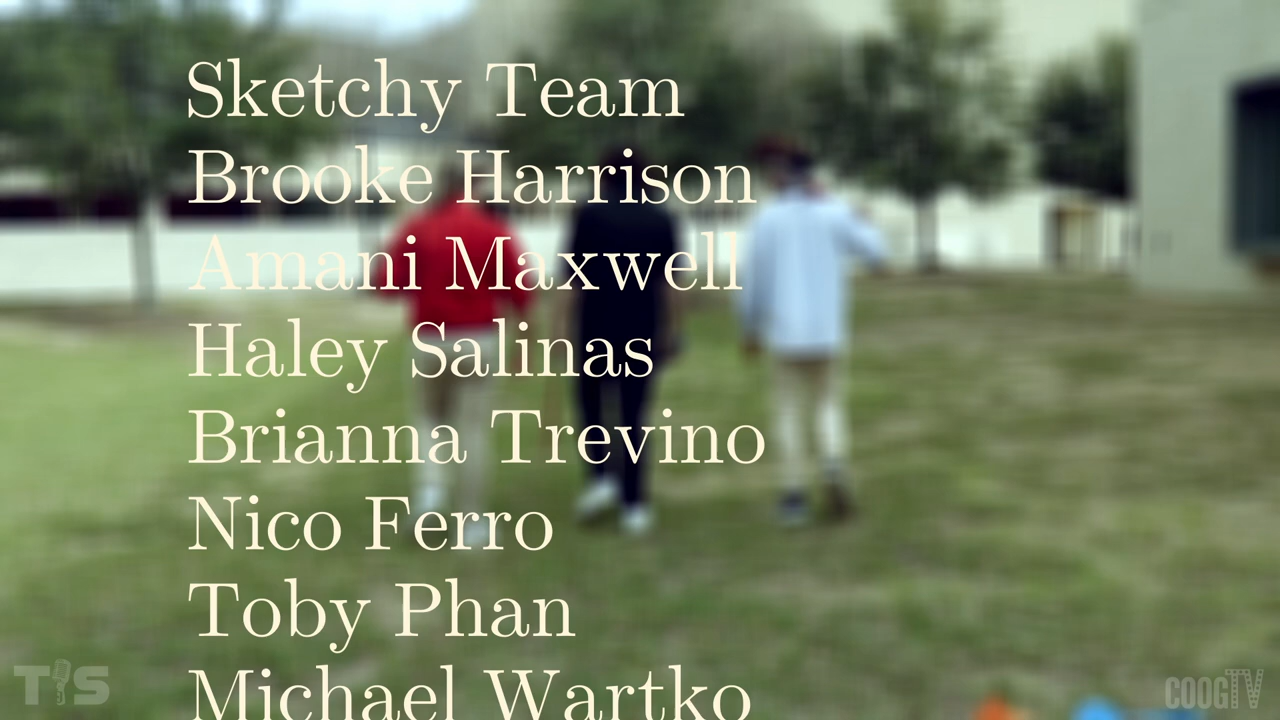 Sketchy Team
Brooke Harrison
Amani Maxwell
Haley Salinas
Brianna Trevino
Nico Ferro
Toby Phan
Michael Wartko
TIS
COOGTV